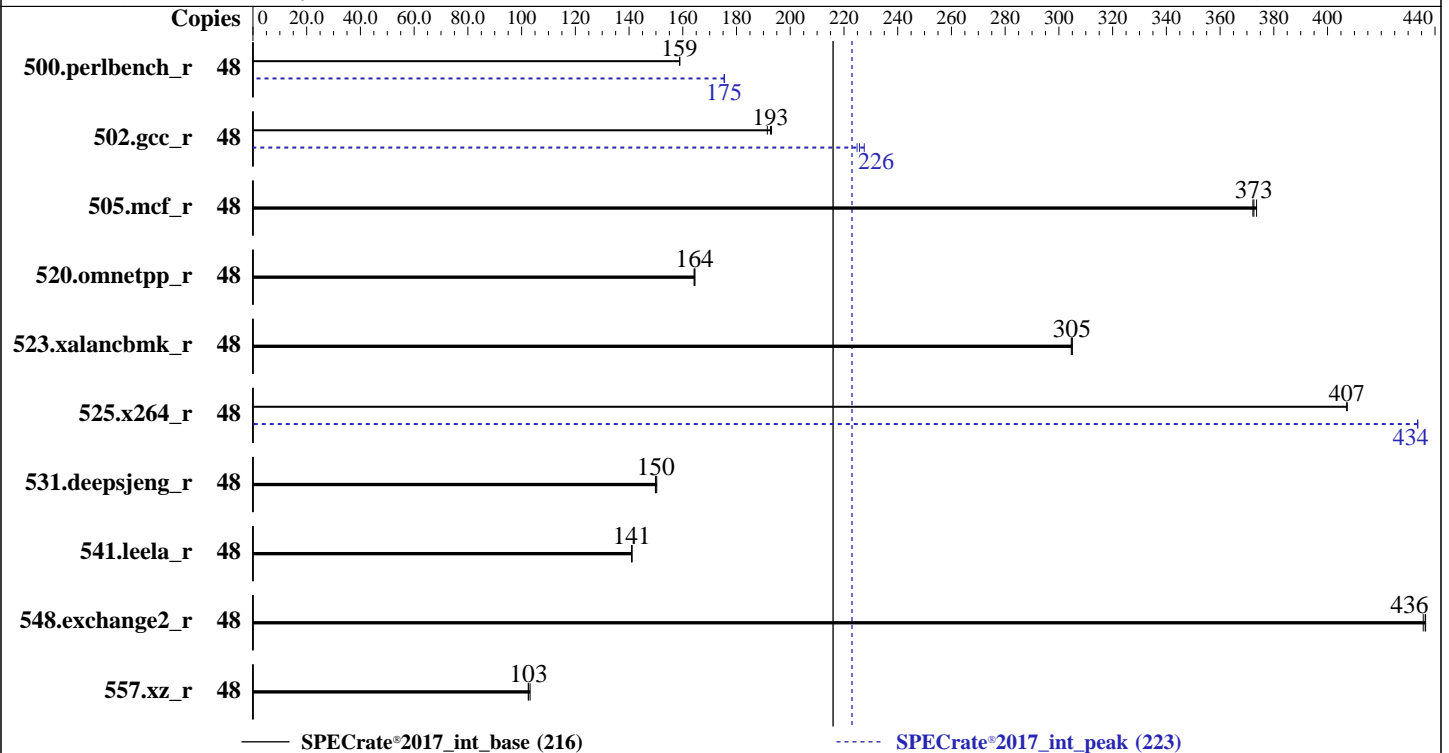 Copies 0 20.0 40.0 60.0 80.0 100 120 140 160 180 200 220 240 260 280 300 320 340 360 380 400 440
500.perlbench_r 48 159
175
502.gcc_r 48 193
226
505.mcf_r 48 373
520.omnetpp_r 48 164
523.xalancbmk_r 48 305
525.x264_r 48 407
434
531.deepsjeng_r 48 150
541.leela_r 48 141
548.exchange2_r 48 436
557.xz_r 48 103
SPECrate®2017_int_base (216) SPECrate®2017_int_peak (223)